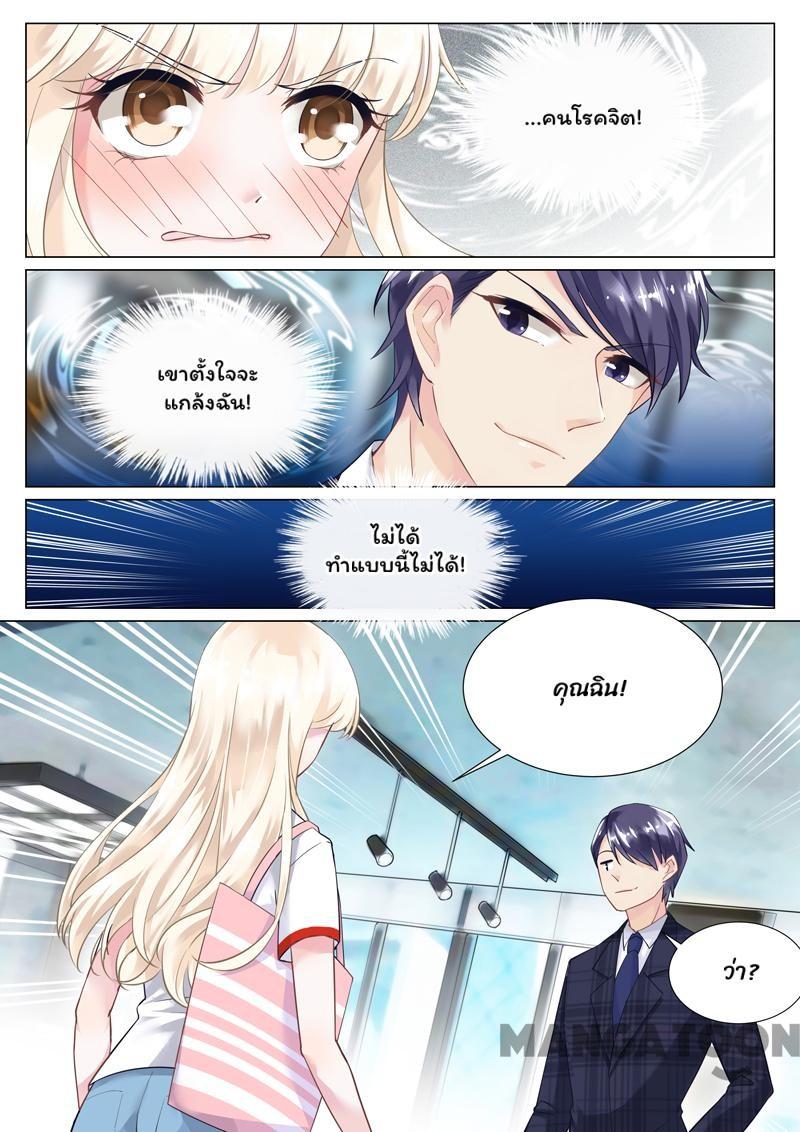 ...คนโรคจิต!
เขาตั้งใจจะ
แกล้งฉัน!
ไม่ได้
ทำแบบนี้ไม่ได้!
คุณฉิน!
ว่า?
MANGATOON